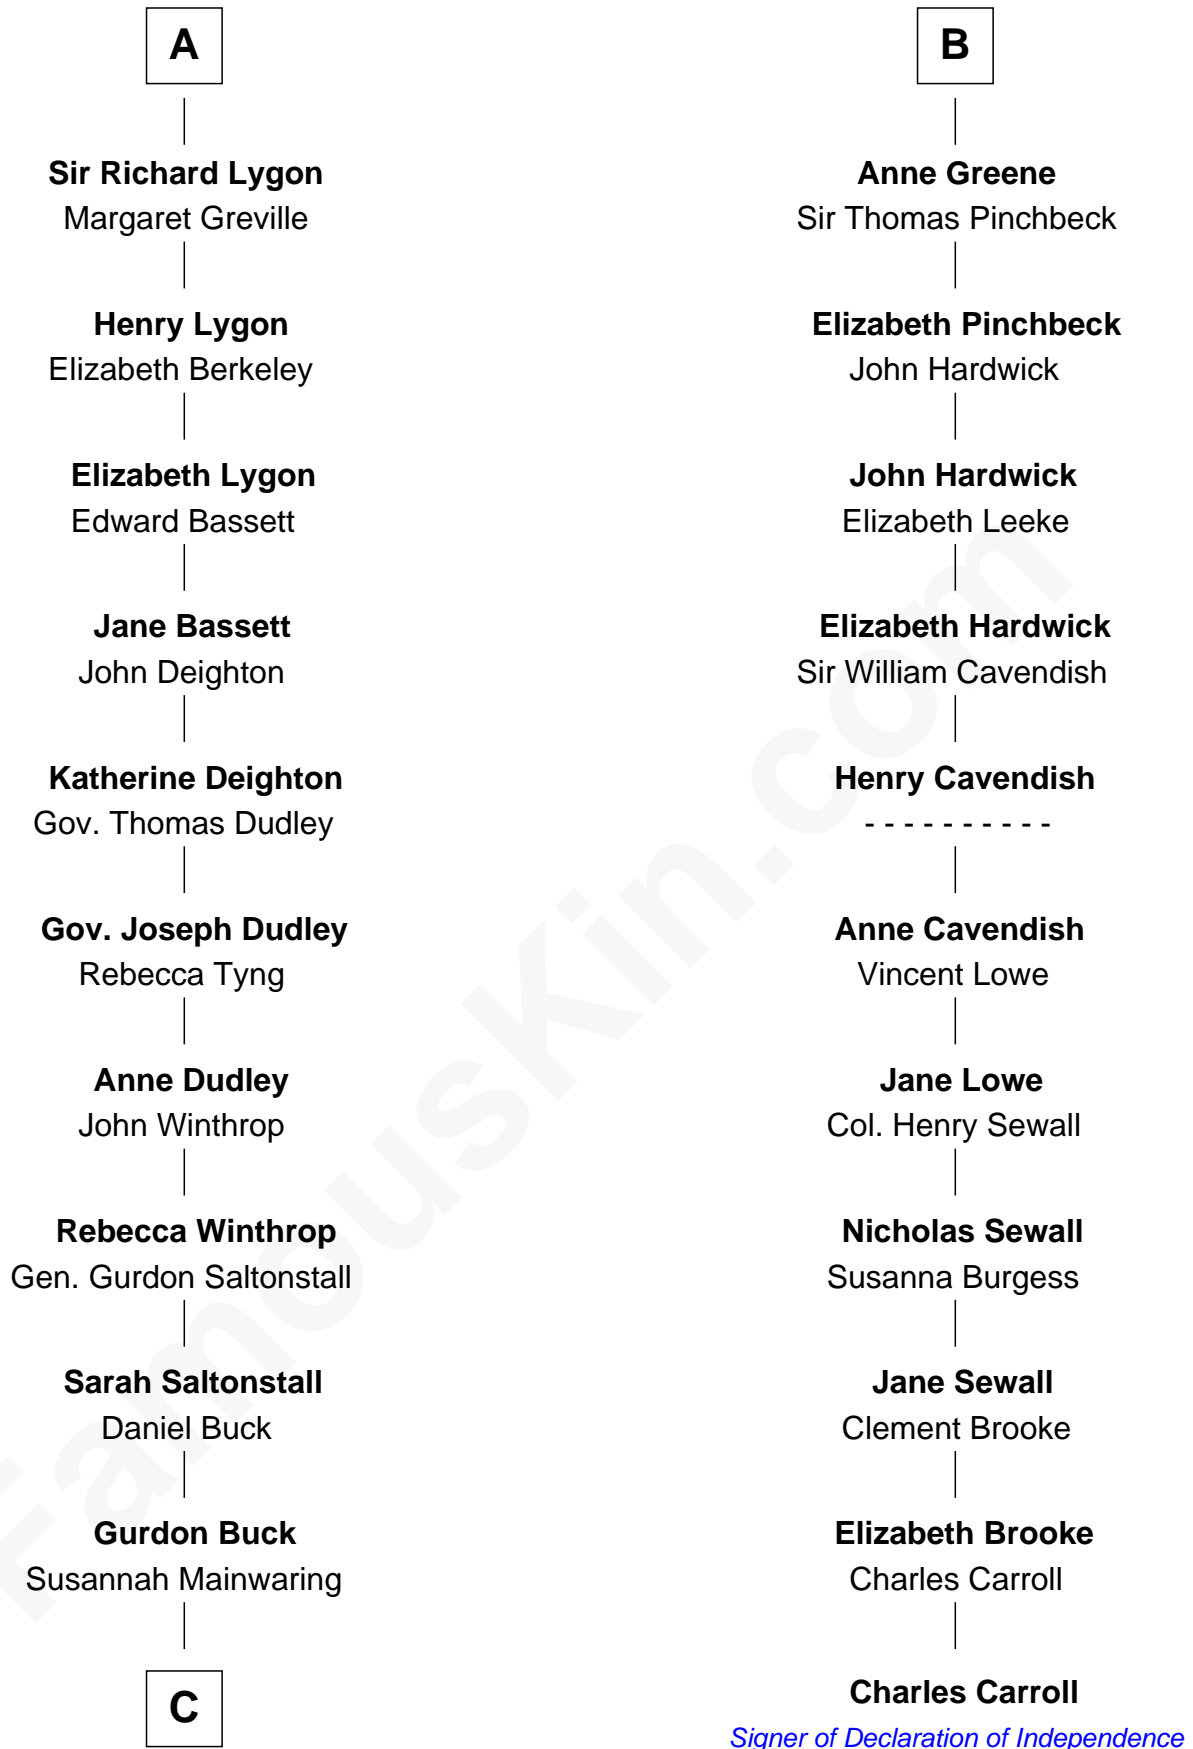 A
Sir Richard Lygon
Margaret Greville
Henry Lygon
Elizabeth Berkeley
Elizabeth Lygon
Edward Bassett
Jane Bassett
John Deighton
Katherine Deighton
Gov. Thomas Dudley
Gov. Joseph Dudley
Rebecca Tyng
Anne Dudley
John Winthrop
Rebecca Winthrop
Gen. Gurdon Saltonstall
Sarah Saltonstall
Daniel Buck
Gurdon Buck
Susannah Mainwaring
C
B
Anne Greene
Sir Thomas Pinchbeck
Elizabeth Pinchbeck
John Hardwick
John Hardwick
Elizabeth Leeke
Elizabeth Hardwick
Sir William Cavendish
Henry Cavendish
- - - - - - - - - -
Anne Cavendish
Vincent Lowe
Jane Lowe
Col. Henry Sewall
Nicholas Sewall
Susanna Burgess
Jane Sewall
Clement Brooke
Elizabeth Brooke
Charles Carroll
Charles Carroll
Signer of Declaration of Independence
FamousKin.com